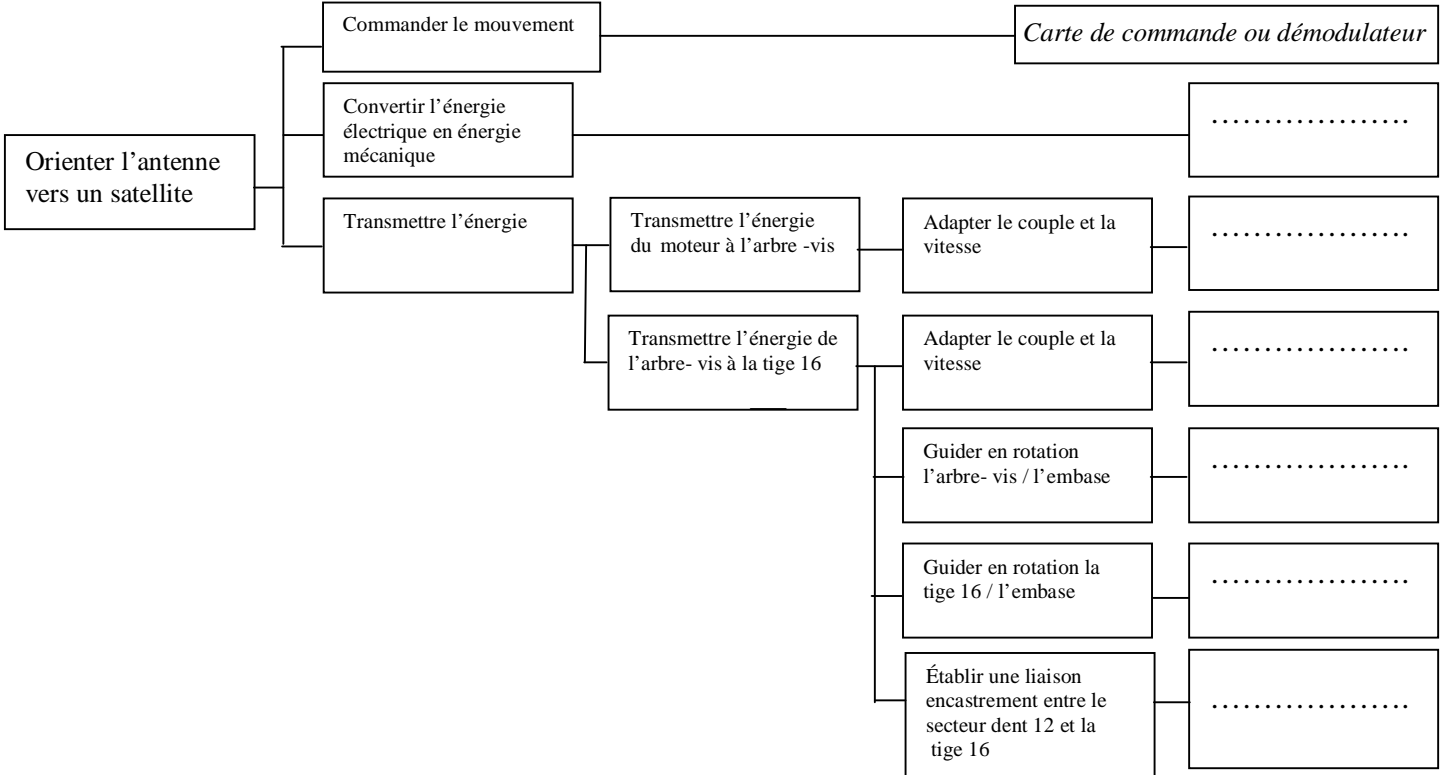 Commander le mouvement
Carte de commande ou démodulateur
Convertir l’énergie
électrique en énergie
mécanique
……………….
Orienter l’antenne
vers un satellite
Transmettre l’énergie
Transmettre l’énergie
du moteur à l’arbre -vis
Adapter le couple et la
vitesse
……………….
Transmettre l’énergie de
l’arbre- vis à la tige 16
Adapter le couple et la
vitesse
……………….
Guider en rotation
l’arbre- vis / l’embase
……………….
Guider en rotation la
tige 16 / l’embase
……………….
Établir une liaison
encastrement entre le
secteur dent 12 et la
tige 16
……………….